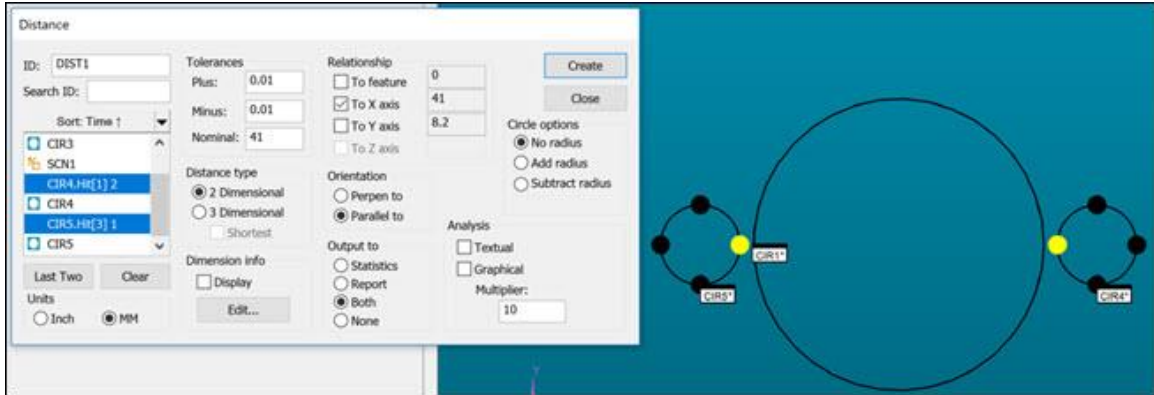 Distance
ID: DIST1
Search ID:
Sort: Time ↑
CIR3
SCN1
CIR4.Hit[1] 2
CIR4
CIR5.Hit[3] 1
CIR5
Last Two Clear
Units
Inch MM
Tolerances
Plus: 0.01
Minus: 0.01
Nominal: 41
Distance type
2 Dimensional
3 Dimensional
Shortest
Dimension info
Display
Edit...
Relationship
To feature 0
To X axis 41
To Y axis 8.2
To Z axis
Orientation
Perpen to
Parallel to
Output to
Statistics
Report
Both
None
Create
Close
Circle options
No radius
Add radius
Subtract radius
Analysis
Textual
Graphical
Multiplier:
10
CIR1*
CIR5*
CIR4*
Y